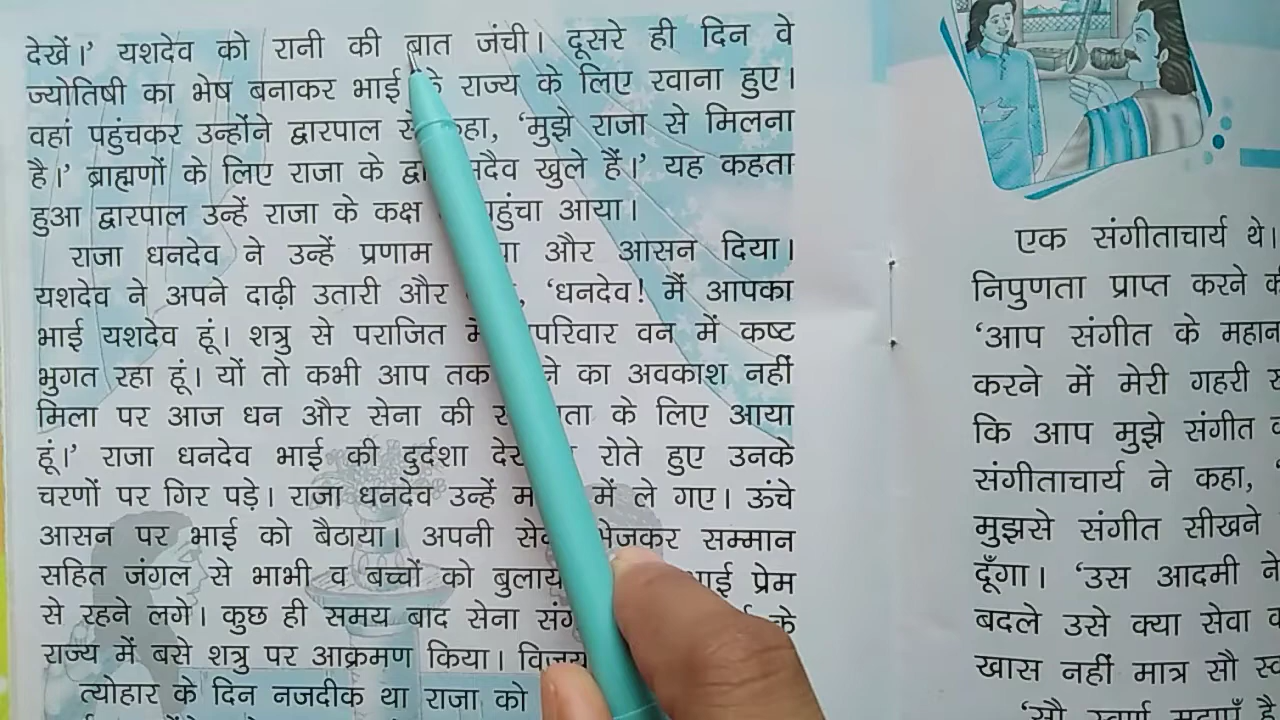 देखें।’ यशदेव को रानी की बात जंची। दूसरे ही दिन वे
ज्योतिषी का भेष बनाकर भाई के राज्य के लिए रवाना हुए।
वहां पहुंचकर उन्होंने द्वारपाल से कहा, ‘मुझे राजा से मिलना
है।’ ब्राह्मणों के लिए राजा के खुले हैं।’ यह कहता
हुआ द्वारपाल उन्हें राजा के कक्ष आया।
राजा धनदेव ने उन्हें प्रणाम और आसन दिया।
यशदेव ने अपने दाढ़ी उतारी और ‘धनदेव! मैं आपका
भाई यशदेव हूं। शत्रु से पराजित परिवार वन में कष्ट
भुगत रहा हूं। यों तो कभी आप तक का अवकाश नहीं
मिला पर आज धन और सेना की के लिए आया
हूं।’ राजा धनदेव भाई की दुर्दशा रोते हुए उनके
चरणों पर गिर पड़े। राजा धनदेव उन्हें में ले गए। ऊंचे
आसन पर भाई को बैठाया। अपनी भेजकर सम्मान
सहित जंगल से भाभी व बच्चों को प्रेम
से रहने लगे। कुछ ही समय बाद सेना के
राज्य में बसे शत्रु पर आक्रमण किया।
त्योहार के दिन नजदीक था राजा को
एक संगीताचार्य थे।
निपुणता प्राप्त करने
‘आप संगीत के महान
करने में मेरी गहरी
कि आप मुझे संगीत
संगीताचार्य ने कहा,
मुझसे संगीत सीखने
दूँगा। ‘उस आदमी ने
बदले उसे क्या सेवा
खास नहीं मात्र सौ
‘सौ स्वर्ण मुद्राएँ